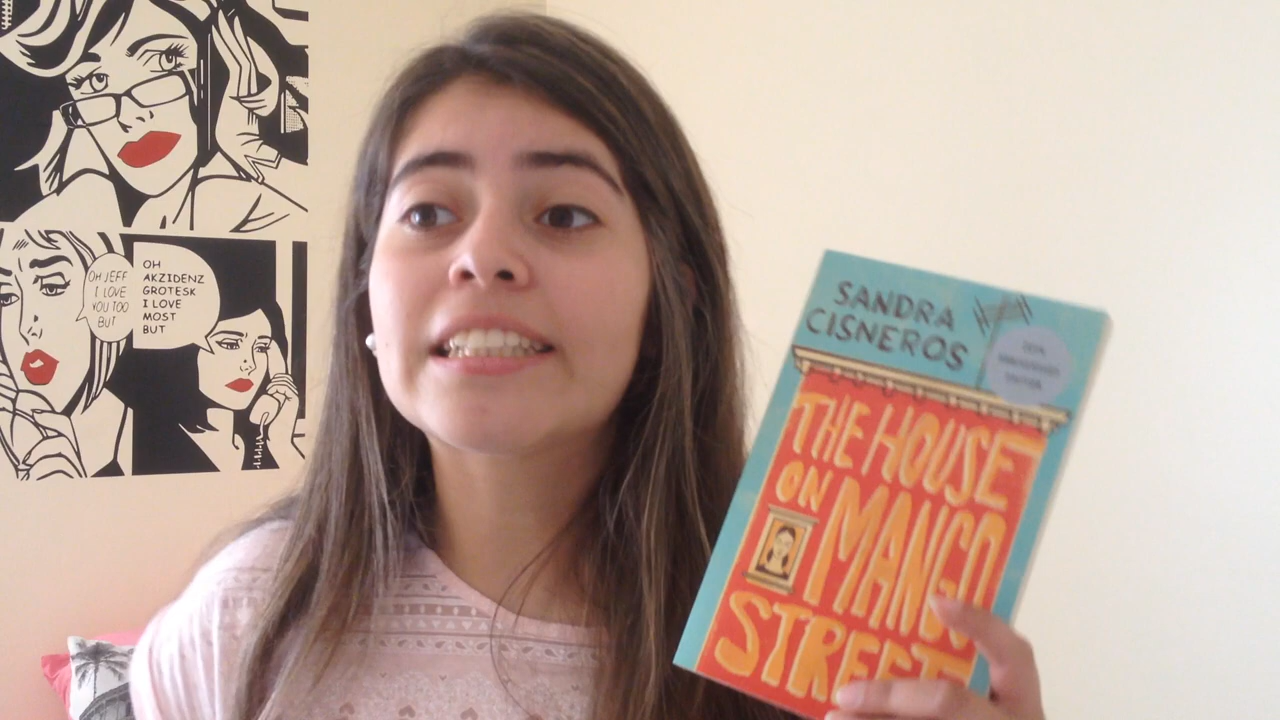 OH JEFF
I LOVE
YOU TOO
BUT
OH
AKZIDENZ
GROTESK
I LOVE
MOST
BUT
SANDRA
CISNEROS
THE HOUSE
ON MANGO
STREET